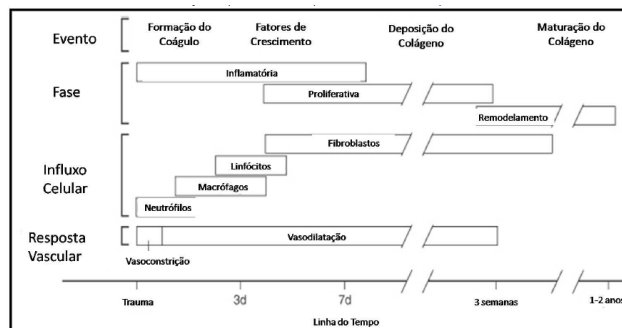 Evento
Formação do
Coágulo
Fatores de
Crescimento
Deposição do
Colágeno
Maturação do
Colágeno
Fase
Inflamatória
Proliferativa
Remodelamento
Influxo
Celular
Fibroblastos
Linfócitos
Macrófagos
Neutrófilos
Resposta
Vascular
Vasodilatação
Vasoconstrição
Trauma
3d
7d
3 semanas
1-2 anos
Linha do Tempo